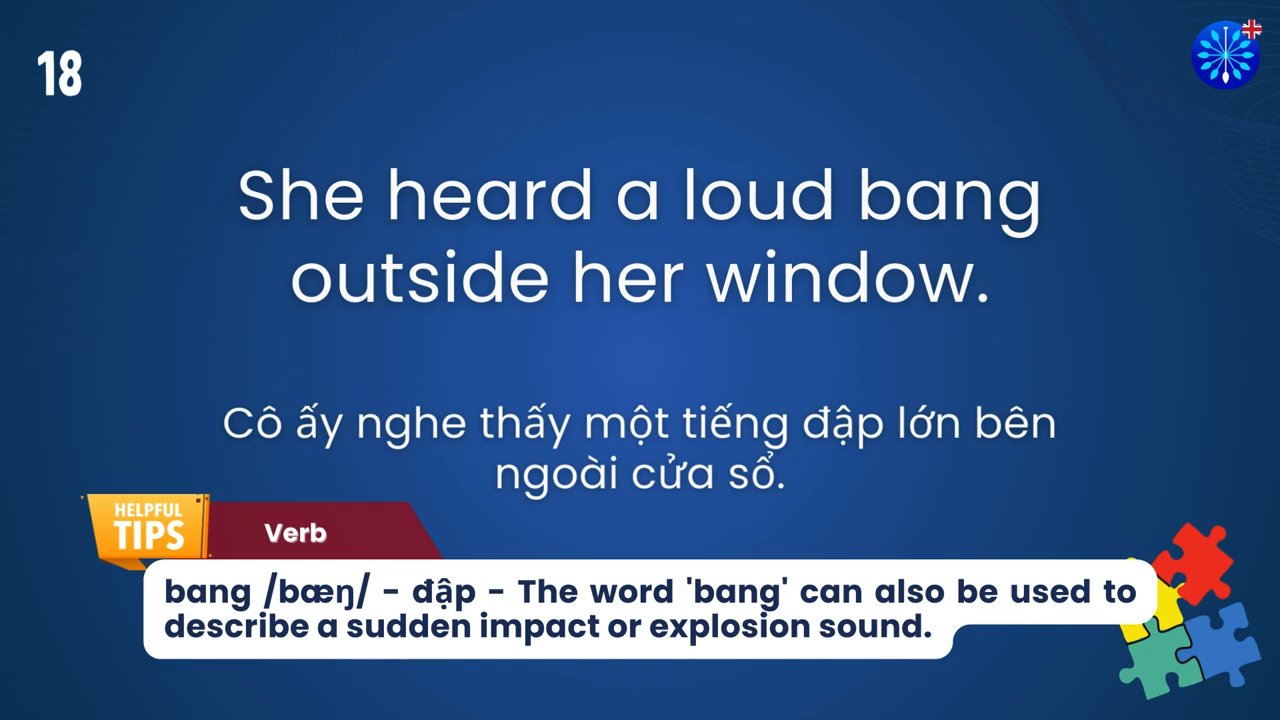 18
She heard a loud bang
outside her window.
Cô ấy nghe thấy một tiếng đập lớn bên
ngoài cửa sổ.
HELPFUL
TIPS
Verb
bang /bæŋ/ - đập - The word 'bang' can also be used to
describe a sudden impact or explosion sound.